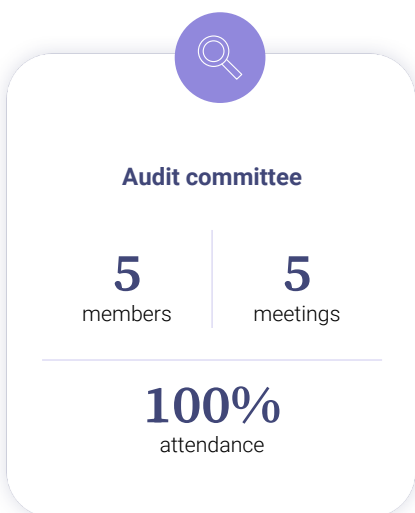 Audit committee
5 5
members meetings
100%
attendance